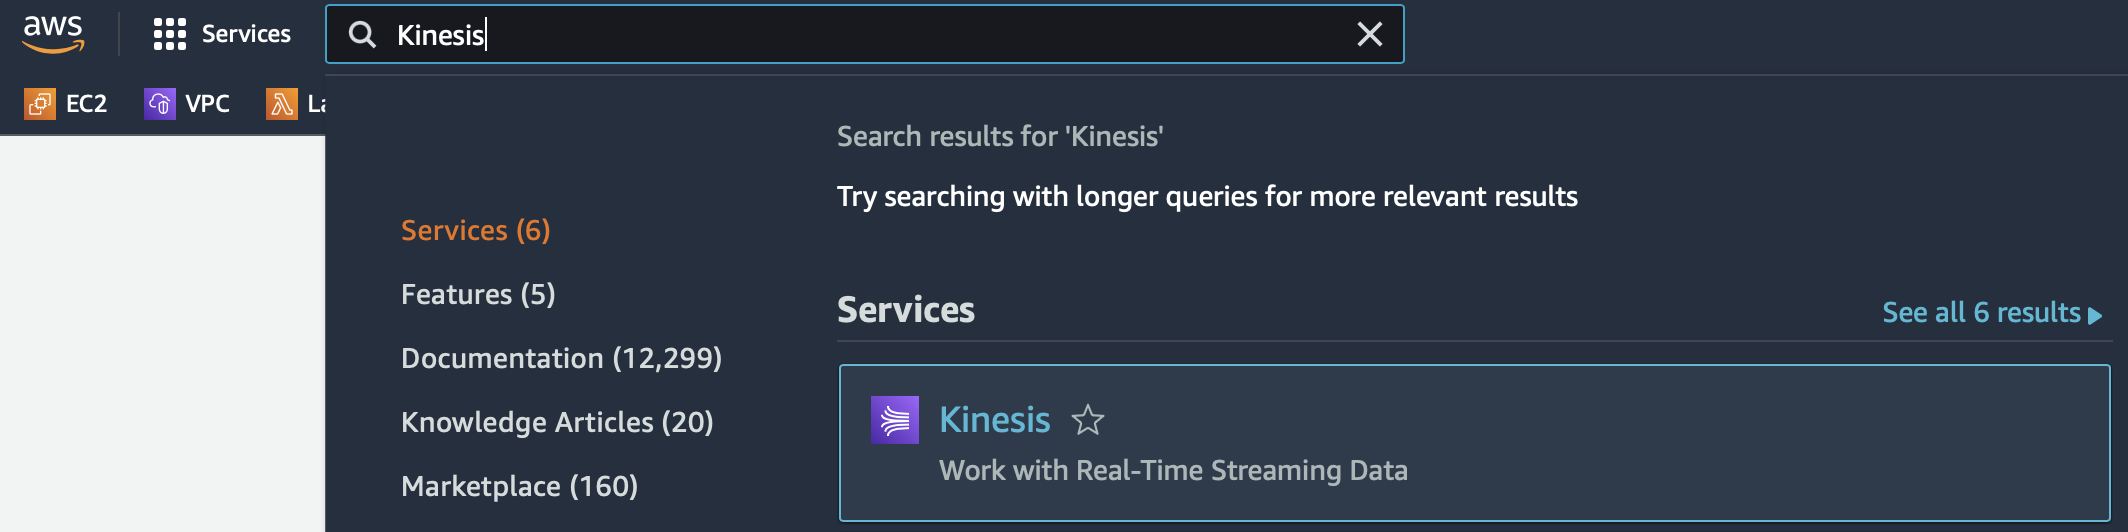 aws
Services
Kinesis
EC2
VPC
Search results for 'Kinesis'
Try searching with longer queries for more relevant results
Services (6)
Features (5)
Documentation (12,299)
Knowledge Articles (20)
Marketplace (160)
Services
See all 6 results
Kinesis
Work with Real-Time Streaming Data